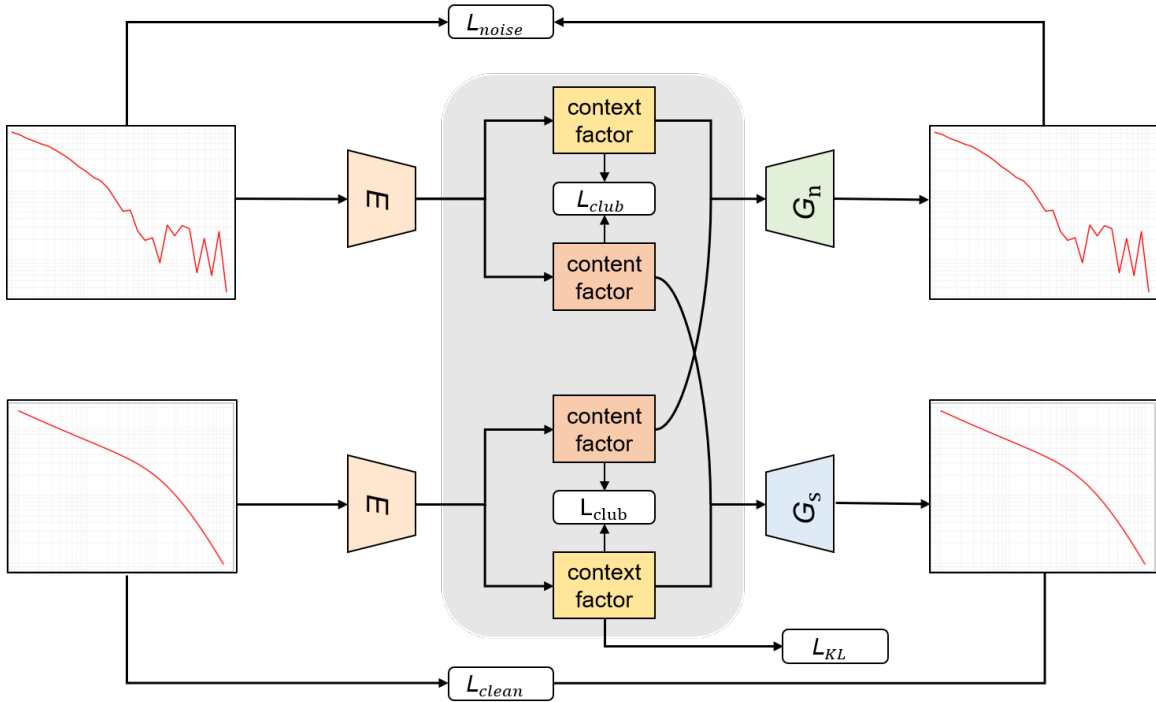 L_noise
context
factor
E
L_club
G_n
content
factor
content
factor
E
L_club
G_s
context
factor
L_KL
L_clean